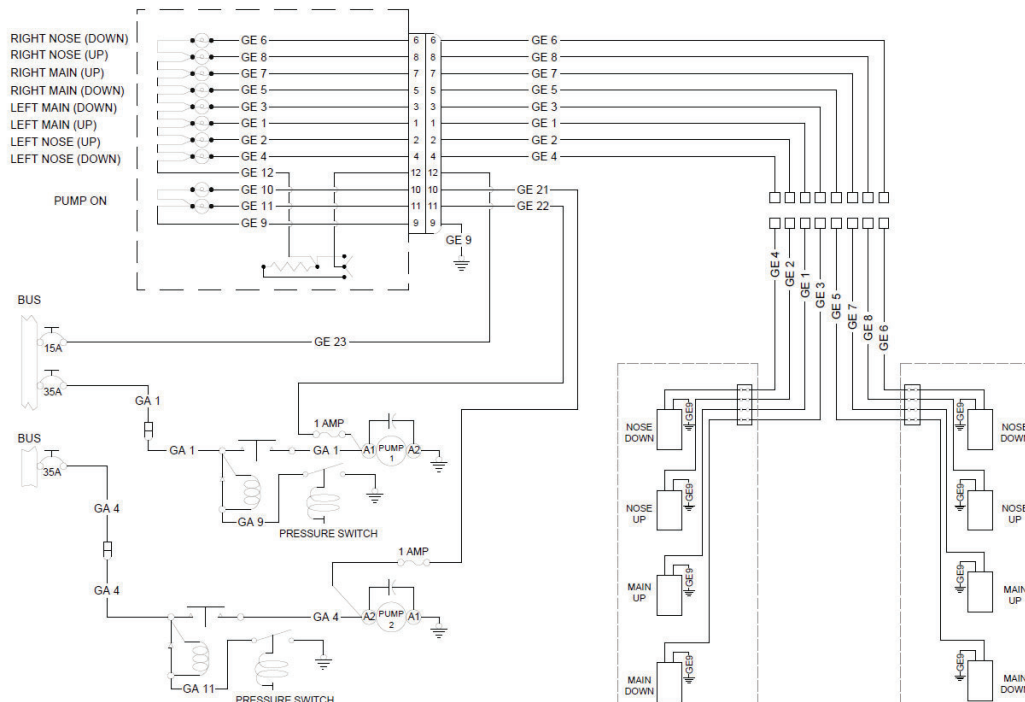 RIGHT NOSE (DOWN)
RIGHT NOSE (UP)
RIGHT MAIN (UP)
RIGHT MAIN (DOWN)
LEFT MAIN (DOWN)
LEFT MAIN (UP)
LEFT NOSE (UP)
LEFT NOSE (DOWN)
PUMP ON
GE 6 6 6 GE 6
GE 8 8 8 GE 8
GE 7 7 7 GE 7
GE 5 5 5 GE 5
GE 3 3 3 GE 3
GE 1 1 1 GE 1
GE 2 2 2 GE 2
GE 4 4 4 GE 4
GE 12 12 12
GE 10 10 10 GE 21
GE 11 11 11 GE 22
GE 9 9 9
GE 9
GE 4
GE 2
GE 1
GE 3
GE 5
GE 7
GE 8
GE 6
BUS
15A
GE 23
35A
GA 1
1 AMP
GA 1
GA 1
A1
PUMP
1
A2
GA 9
PRESSURE SWITCH
BUS
35A
GA 4
GA 4
1 AMP
GA 4
A2
PUMP
2
A1
GA 11
PRESSURE SWITCH
NOSE
DOWN
GE9
NOSE
UP
GE9
MAIN
UP
GE9
MAIN
DOWN
GE9
GE9
NOSE
DOWN
GE9
NOSE
UP
GE9
MAIN
UP
GE9
MAIN
DOWN